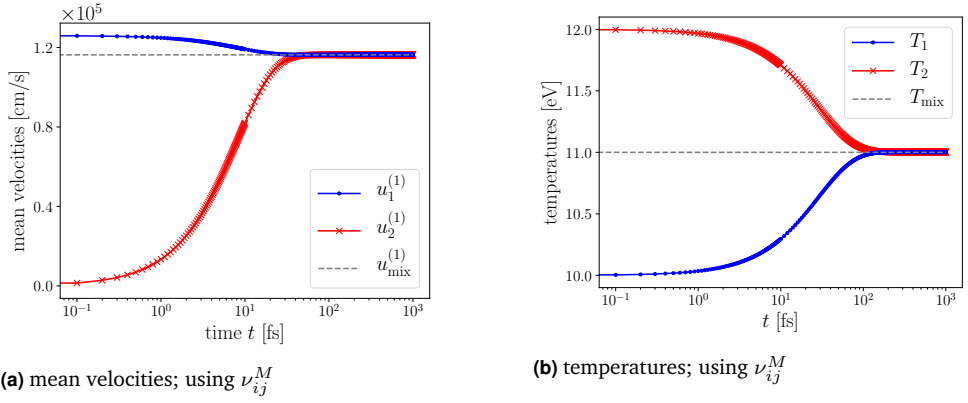 ×10⁵
mean velocities [cm/s]
1.2
0.8
0.4
0.0
u₁⁽¹⁾
u₂⁽¹⁾
u_mix⁽¹⁾
10⁻¹ 10⁰ 10¹ 10² 10³
time t [fs]
(a) mean velocities; using ν_ij^M
temperatures [eV]
12.0
11.5
11.0
10.5
10.0
T₁
T₂
T_mix
10⁻¹ 10⁰ 10¹ 10² 10³
t [fs]
(b) temperatures; using ν_ij^M